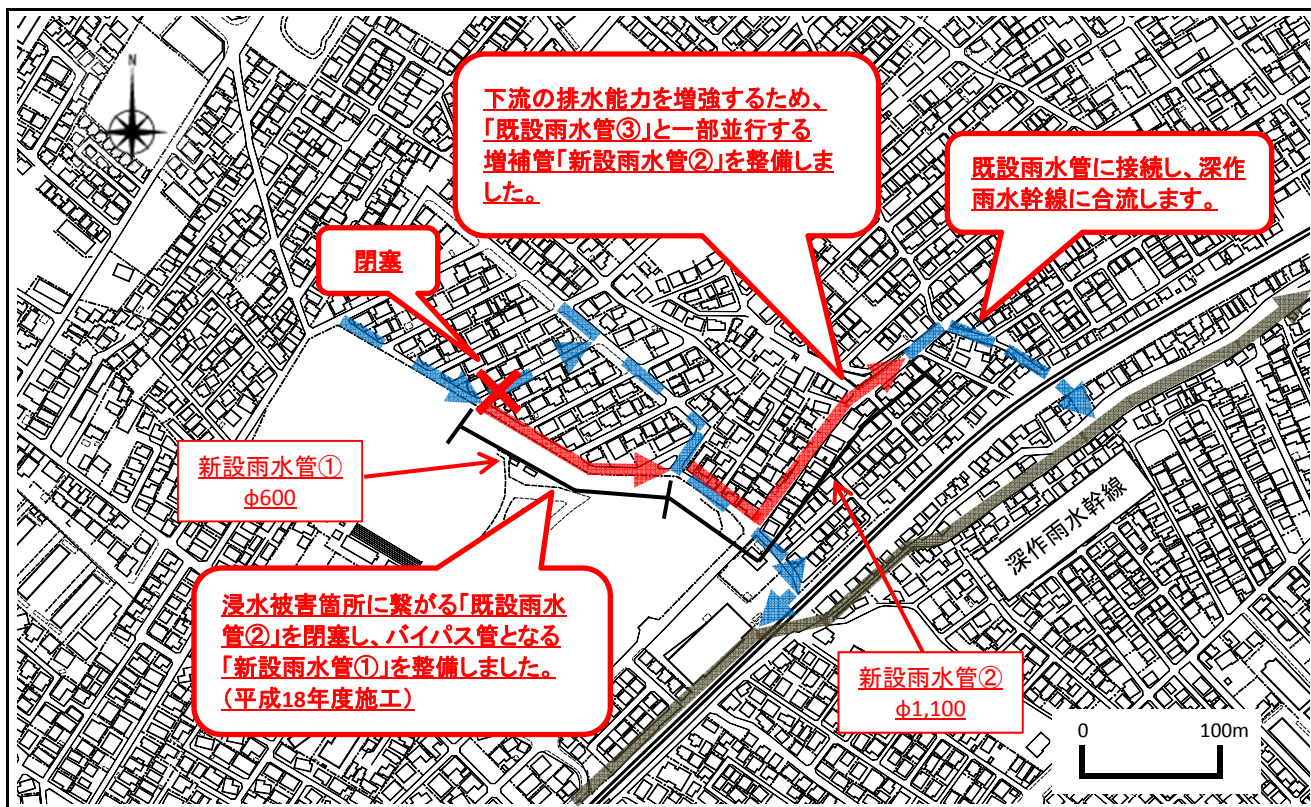 N
下流の排水能力を増強するため、
「既設雨水管③」と一部並行する
増補管「新設雨水管②」を整備しま
した。
既設雨水管に接続し、深作
雨水幹線に合流します。
閉塞
新設雨水管①
φ600
深作雨水幹線
浸水被害箇所に繋がる「既設雨水
管②」を閉塞し、バイパス管となる
「新設雨水管①」を整備しました。
（平成18年度施工）
新設雨水管②
φ1,100
0 100m